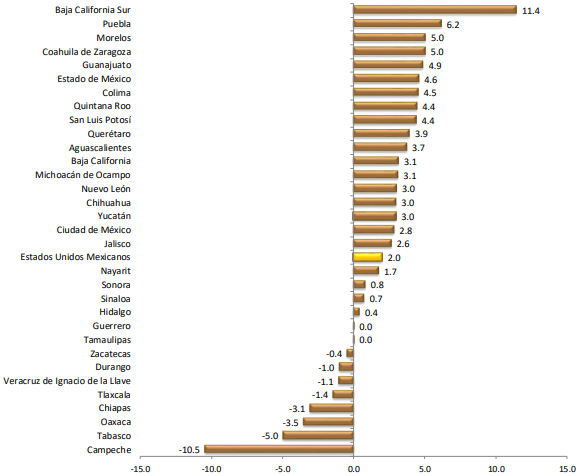 Baja California Sur 11.4
Puebla 6.2
Morelos 5.0
Coahuila de Zaragoza 5.0
Guanajuato 4.9
Estado de México 4.6
Colima 4.5
Quintana Roo 4.4
San Luis Potosí 4.4
Querétaro 3.9
Aguascalientes 3.7
Baja California 3.1
Michoacán de Ocampo 3.1
Nuevo León 3.0
Chihuahua 3.0
Yucatán 3.0
Ciudad de México 2.8
Jalisco 2.6
Estados Unidos Mexicanos 2.0
Nayarit 1.7
Sonora 0.8
Sinaloa 0.7
Hidalgo 0.4
Guerrero 0.0
Tamaulipas 0.0
Zacatecas -0.4
Durango -1.0
Veracruz de Ignacio de la Llave -1.1
Tlaxcala -1.4
Chiapas -3.1
Oaxaca -3.5
Tabasco -5.0
Campeche -10.5
-15.0 -10.0 -5.0 0.0 5.0 10.0 15.0